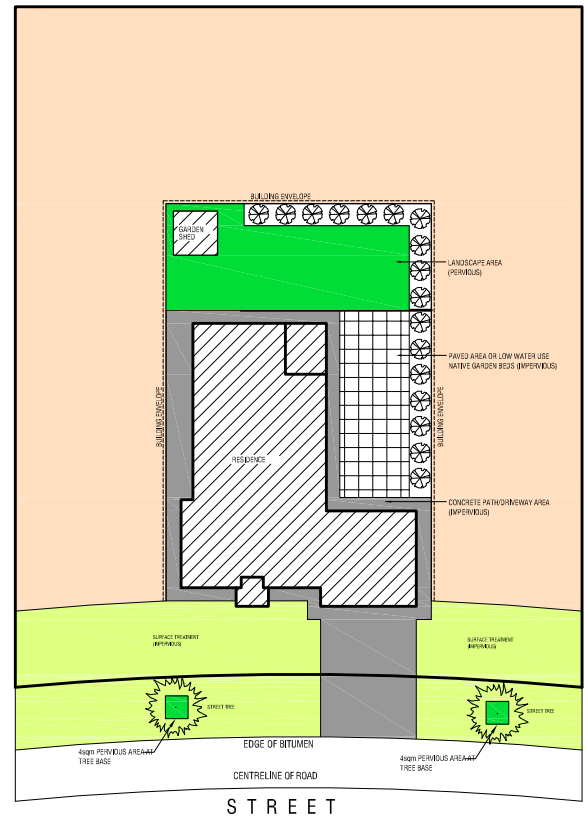 BUILDING ENVELOPE
GARDEN
SHED
LANDSCAPE AREA
(PERVIOUS)
PAVED AREA OR LOW WATER USE
NATIVE GARDEN BEDS (IMPERVIOUS)
BUILDING ENVELOPE
BUILDING ENVELOPE
RESIDENCE
CONCRETE PATH/DRIVEWAY AREA
(IMPERVIOUS)
SURFACE TREATMENT
(IMPERVIOUS)
SURFACE TREATMENT
(IMPERVIOUS)
STREET TREE
STREET TREE
4sqm PERVIOUS AREA AT
TREE BASE
EDGE OF BITUMEN
4sqm PERVIOUS AREA AT
TREE BASE
CENTRELINE OF ROAD
STREET